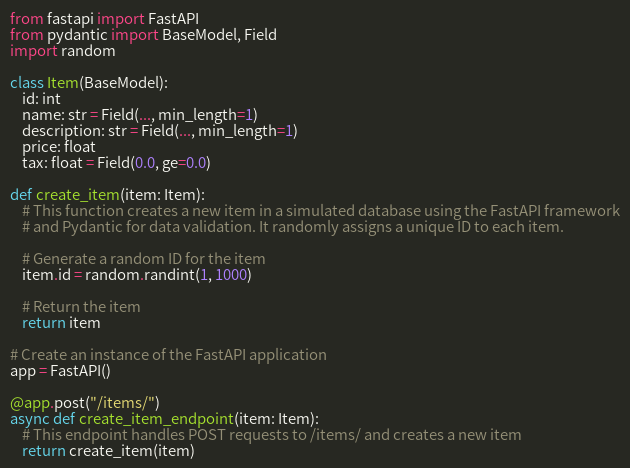 from fastapi import FastAPI
from pydantic import BaseModel, Field
import random

class Item(BaseModel):
    id: int
    name: str = Field(..., min_length=1)
    description: str = Field(..., min_length=1)
    price: float
    tax: float = Field(0.0, ge=0.0)

def create_item(item: Item):
    # This function creates a new item in a simulated database using the FastAPI framework
    # and Pydantic for data validation. It randomly assigns a unique ID to each item.

    # Generate a random ID for the item
    item.id = random.randint(1, 1000)

    # Return the item
    return item

# Create an instance of the FastAPI application
app = FastAPI()

@app.post("/items/")
async def create_item_endpoint(item: Item):
    # This endpoint handles POST requests to /items/ and creates a new item
    return create_item(item)